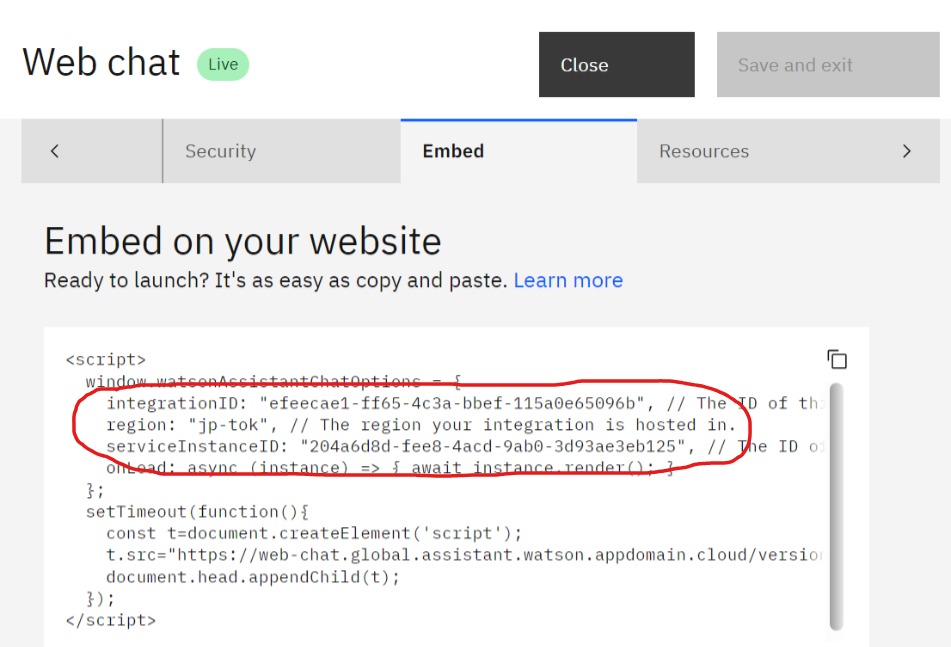 Web chat Live Close Save and exit
Security Embed Resources
Embed on your website
Ready to launch? It's as easy as copy and paste. Learn more
<script>
window.watsonAssistantChatOptions = {
integrationID: "efeecae1-ff65-4c3a-bbef-115a0e65096b", // The ID of thi
region: "jp-tok", // The region your integration is hosted in.
serviceInstanceID: "204a6d8d-fee8-4acd-9ab0-3d93ae3eb125", // The ID o
onLoad: async (instance) => { await instance.render(); }
};
setTimeout(function(){
const t=document.createElement('script');
t.src="https://web-chat.global.assistant.watson.appdomain.cloud/version
document.head.appendChild(t);
});
</script>